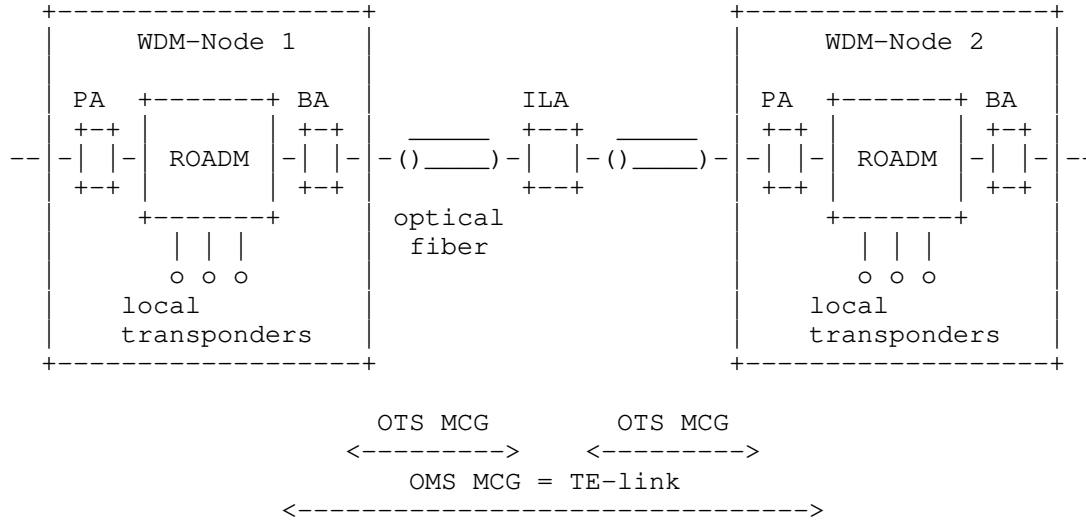 WDM-Node 1 WDM-Node 2
PA BA ILA PA BA
ROADM ROADM
optical
fiber
local local
transponders transponders
OTS MCG OTS MCG
OMS MCG = TE-link